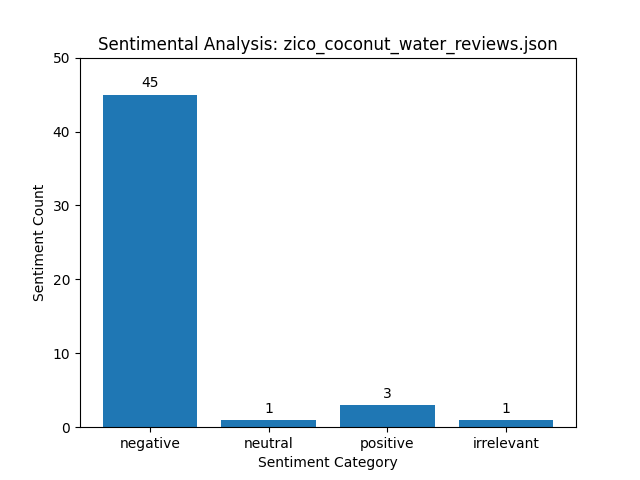 Sentimental Analysis: zico_coconut_water_reviews.json
50
45
40
30
20
10
3
1
1
0
negative neutral positive irrelevant
Sentiment Count
Sentiment Category